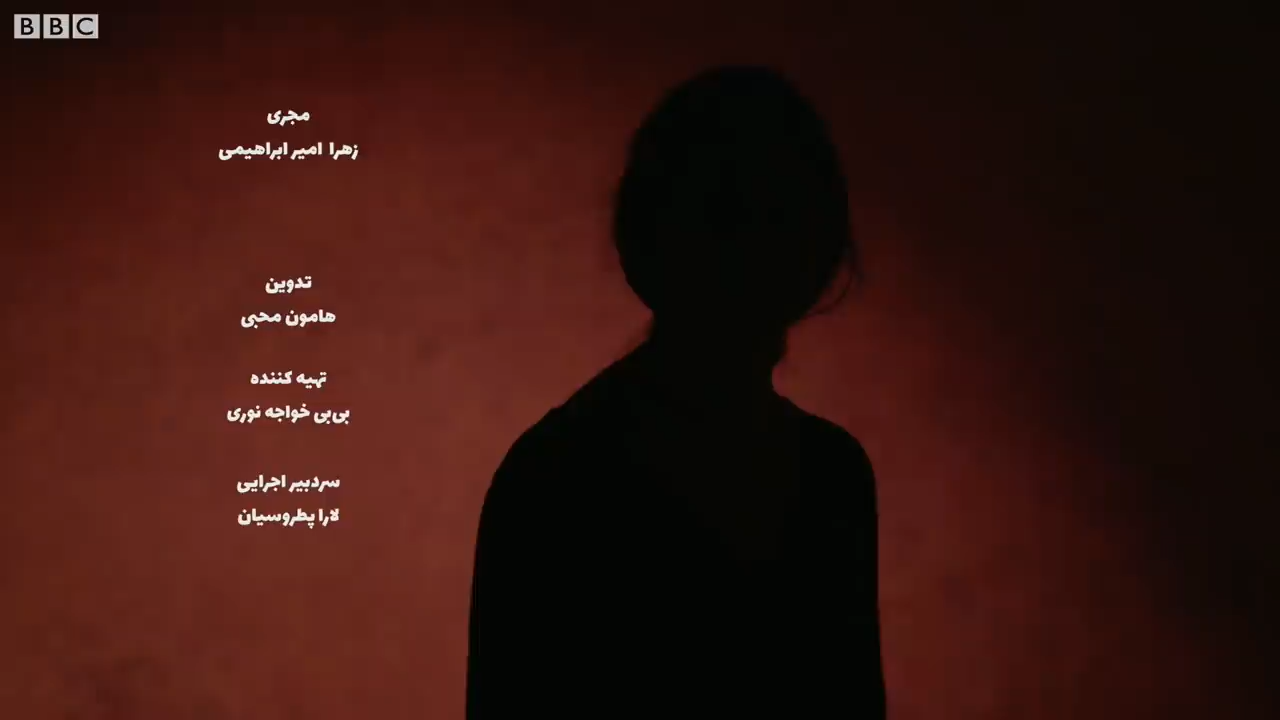 BBC
مجری
زهرا امیر ابراهیمی
تدوین
هامون محبی
تهیه کننده
بی‌بی خواجه نوری
سردبیر اجرایی
لارا پطروسیان